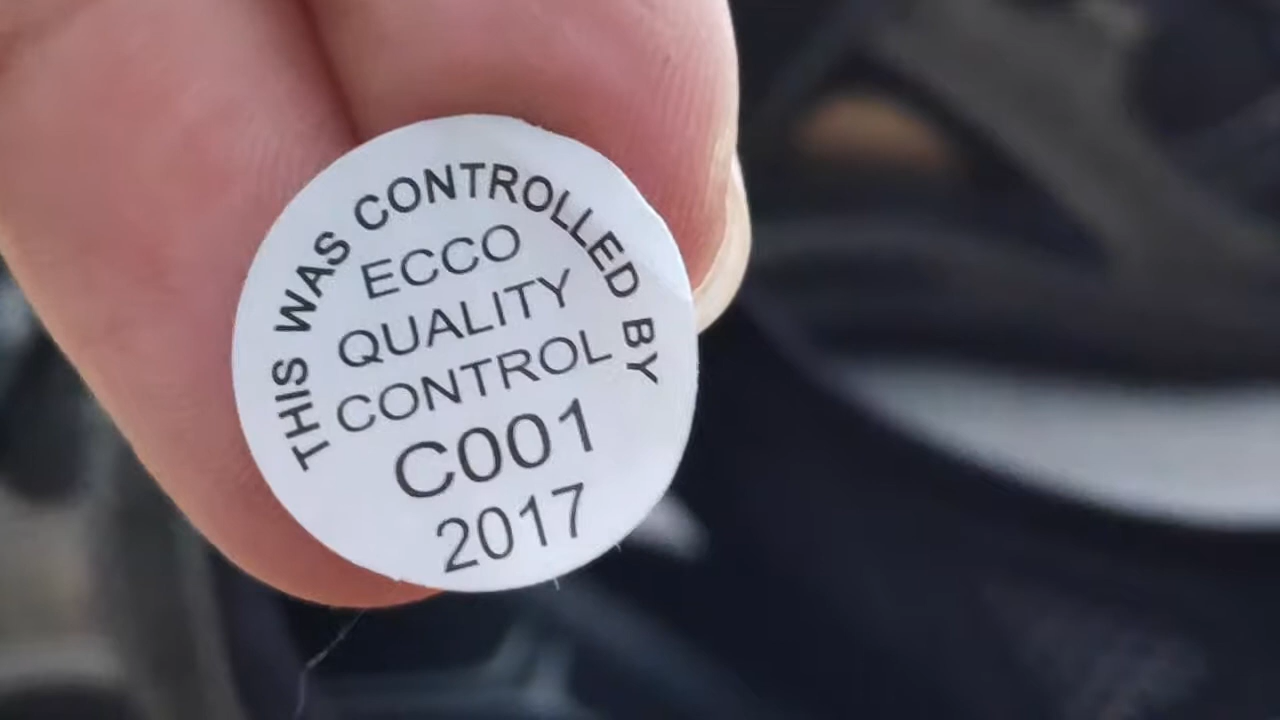 THIS WAS CONTROLLED BY
ECCO
QUALITY
CONTROL
C001
2017